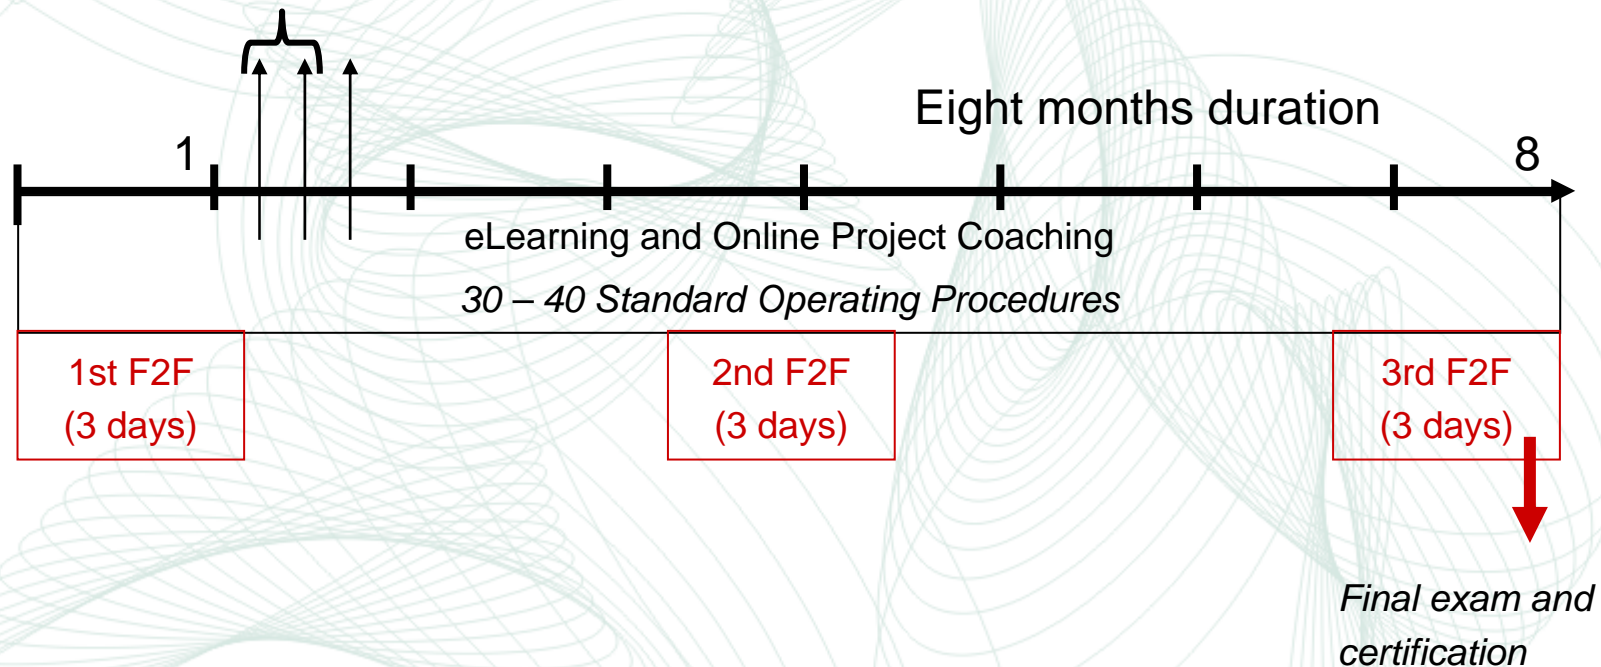 Eight months duration
1
8
eLearning and Online Project Coaching
30 – 40 Standard Operating Procedures
1st F2F
(3 days)
2nd F2F
(3 days)
3rd F2F
(3 days)
Final exam and
certification